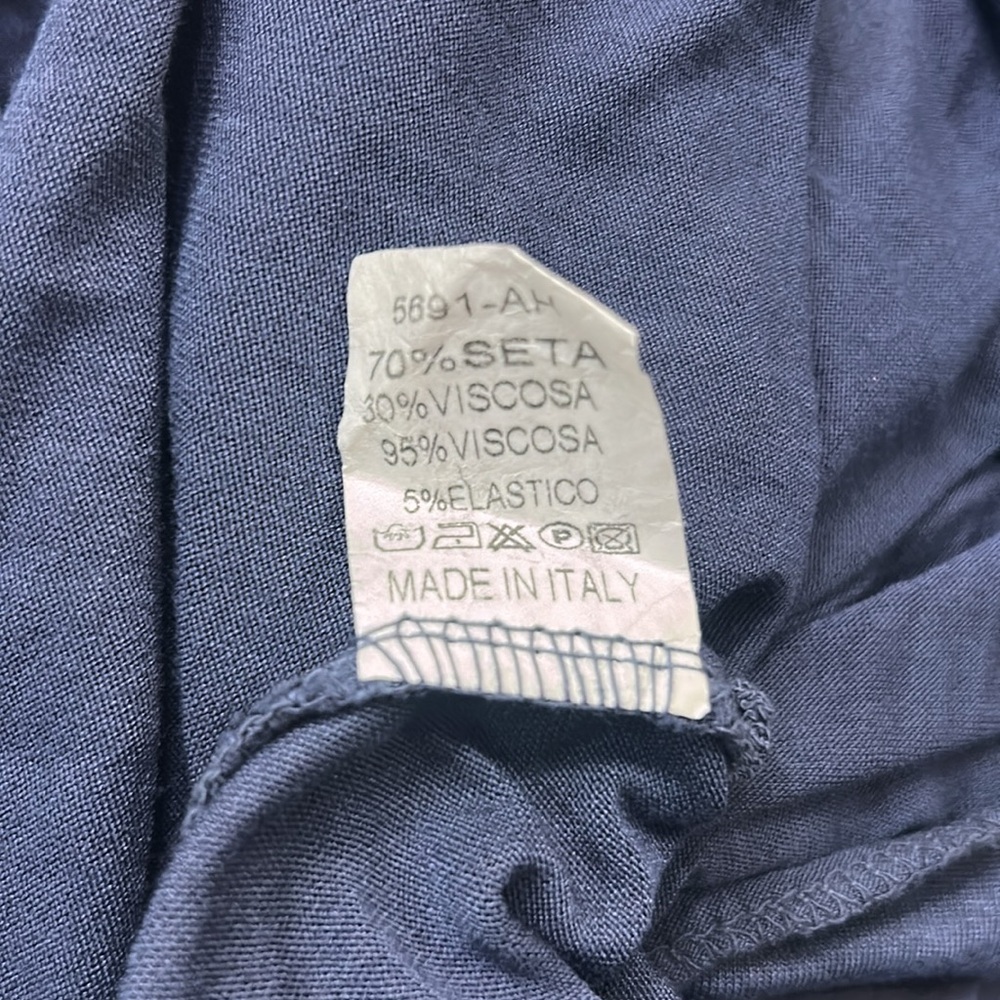 5691-AH
70%SETA
30%VISCOSA
95%VISCOSA
5%ELASTICO
P
MADE IN ITALY